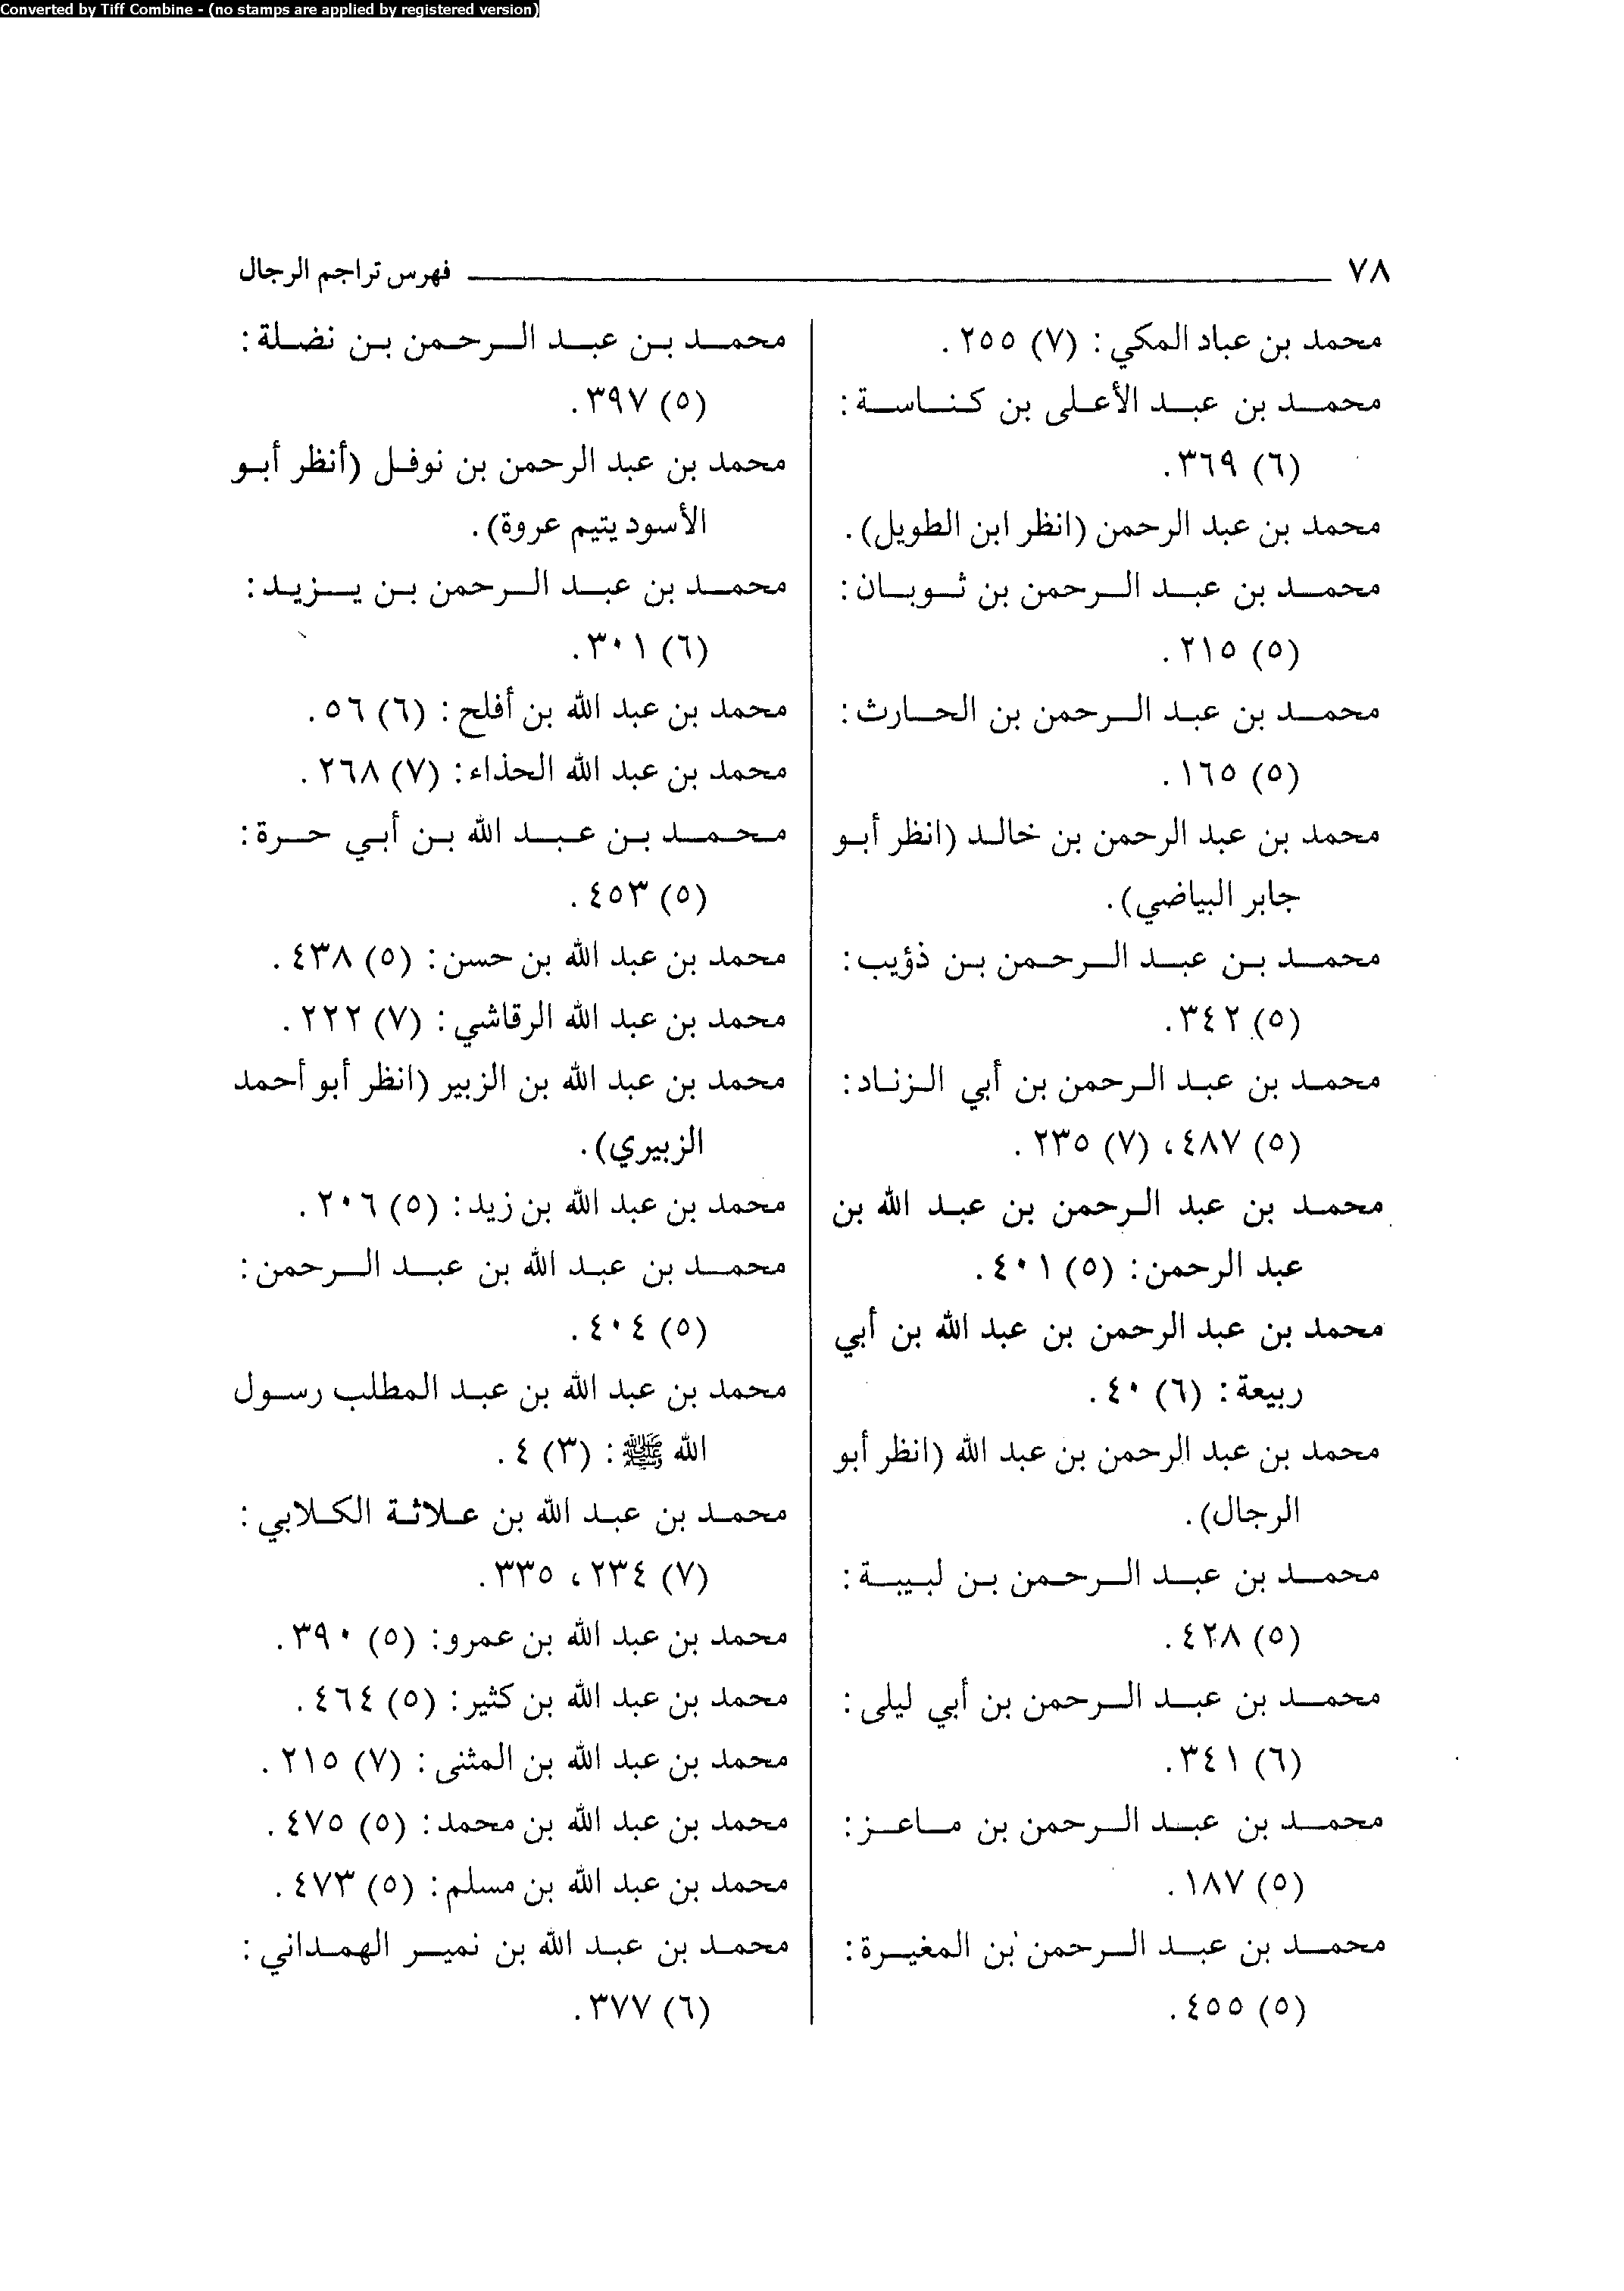 Converted by Tiff Combine - (no stamps are applied by registered version)
٧٨ فهرس تراجم الرجال
محمد بن عباد المكي: (٧) ٢٥٥.
محمد بن عبد الأعلى بن كناسة:
(٦) ٣٦٩.
محمد بن عبد الرحمن (انظر ابن الطويل).
محمد بن عبد الرحمن بن ثوبان:
(٥) ٢١٥.
محمد بن عبد الرحمن بن الحارث:
(٥) ١٦٥.
محمد بن عبد الرحمن بن خالد (انظر أبو
جابر البياضي).
محمد بن عبد الرحمن بن ذؤيب:
(٥) ٣٤٢.
محمد بن عبد الرحمن بن أبي الزناد:
(٥) ٤٨٧، (٧) ٢٣٥.
محمد بن عبد الرحمن بن عبد الله بن
عبد الرحمن: (٥) ٤٠١.
محمد بن عبد الرحمن بن عبد الله بن أبي
ربيعة: (٦) ٤٠.
محمد بن عبد الرحمن بن عبد الله (انظر أبو
الرجال).
محمد بن عبد الرحمن بن لبيبة:
(٥) ٤٢٨.
محمد بن عبد الرحمن بن أبي ليلى:
(٦) ٣٤١.
محمد بن عبد الرحمن بن ماعز:
(٥) ١٨٧.
محمد بن عبد الرحمن بن المغيرة:
(٥) ٤٥٥.
محمد بن عبد الرحمن بن نضلة:
(٥) ٣٩٧.
محمد بن عبد الرحمن بن نوفل (أنظر أبو
الأسود يتيم عروة).
محمد بن عبد الرحمن بن يزيد:
(٦) ٣٠١.
محمد بن عبد الله بن أفلح: (٦) ٥٦.
محمد بن عبد الله الحذاء: (٧) ٢٦٨.
محمد بن عبد الله بن أبي حرة:
(٥) ٤٥٣.
محمد بن عبد الله بن حسن: (٥) ٤٣٨.
محمد بن عبد الله الرقاشي: (٧) ٢٢٢.
محمد بن عبد الله بن الزبير (انظر أبو أحمد
الزبيري).
محمد بن عبد الله بن زيد: (٥) ٢٠٦.
محمد بن عبد الله بن عبد الرحمن:
(٥) ٤٠٤.
محمد بن عبد الله بن عبد المطلب رسول
الله ﷺ: (٣) ٤.
محمد بن عبد الله بن علاثة الكلابي:
(٧) ٢٣٤، ٣٣٥.
محمد بن عبد الله بن عمرو: (٥) ٣٩٠.
محمد بن عبد الله بن كثير: (٥) ٤٦٤.
محمد بن عبد الله بن المثنى: (٧) ٢١٥.
محمد بن عبد الله بن محمد: (٥) ٤٧٥.
محمد بن عبد الله بن مسلم: (٥) ٤٧٣.
محمد بن عبد الله بن نمير الهمداني:
(٦) ٣٧٧.